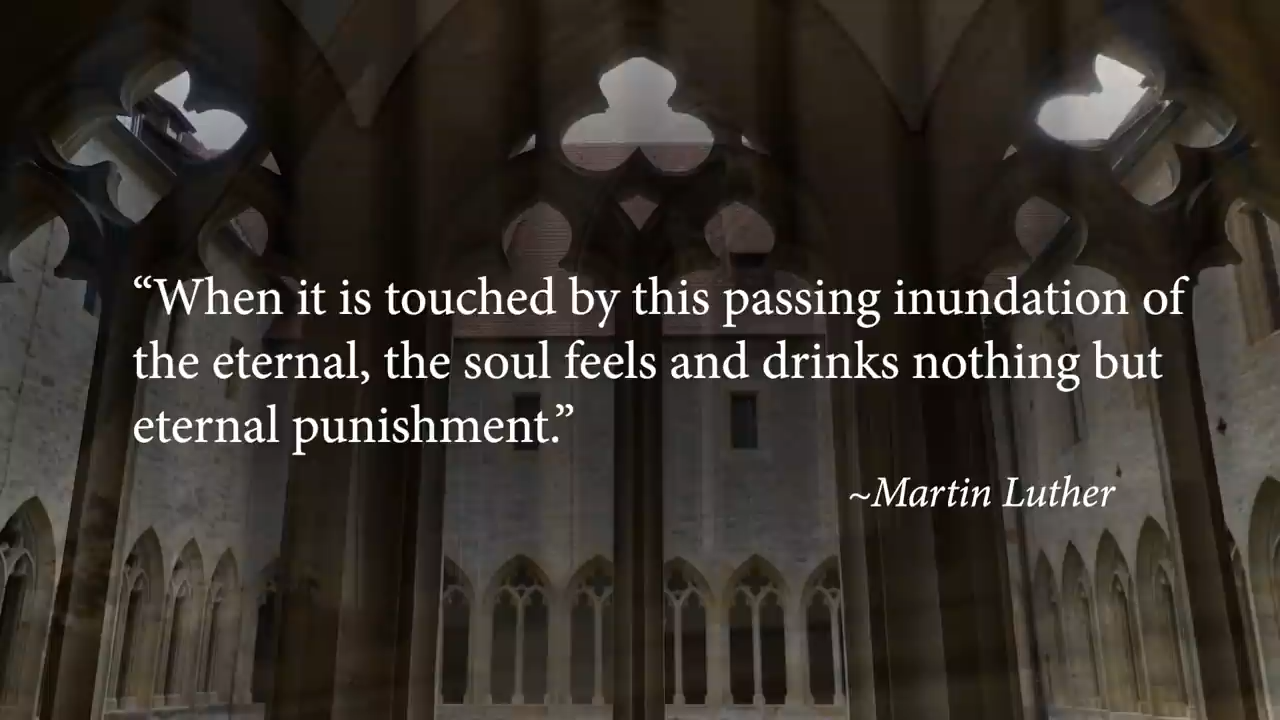 “When it is touched by this passing inundation of
the eternal, the soul feels and drinks nothing but
eternal punishment.”
~Martin Luther